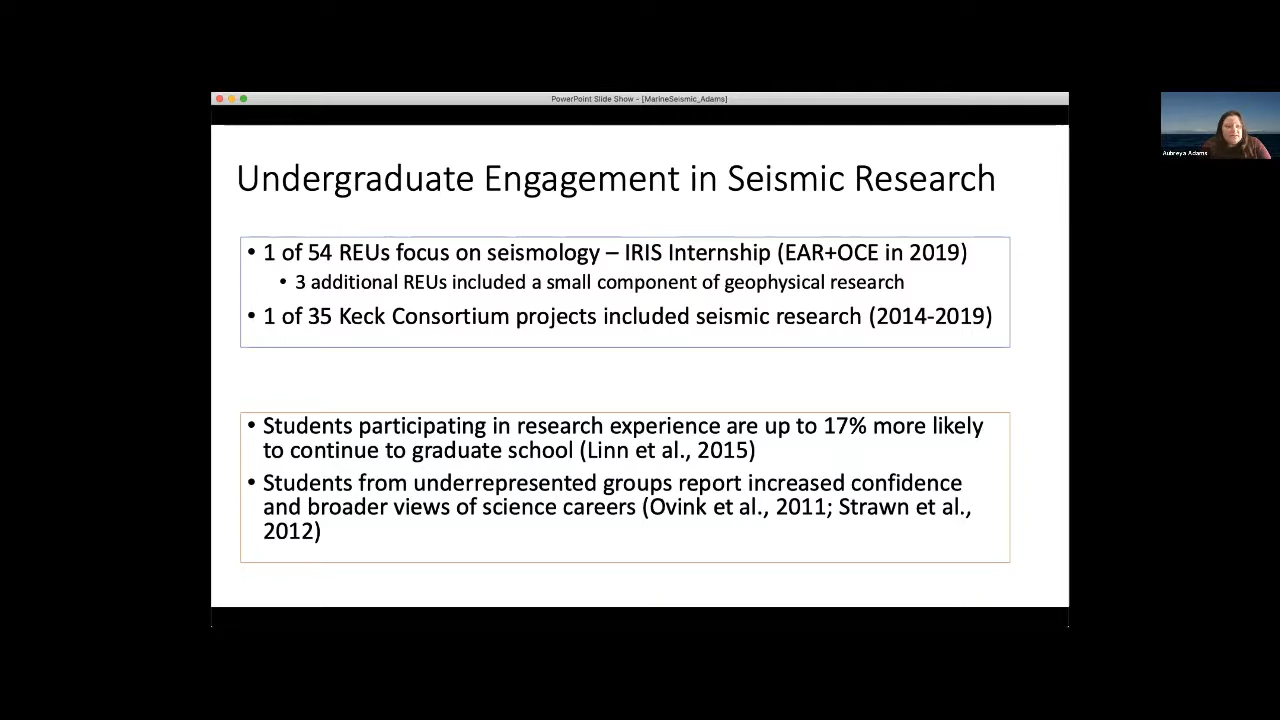 PowerPoint Slide Show - [MarineSeismic_Adams]
Undergraduate Engagement in Seismic Research
• 1 of 54 REUs focus on seismology – IRIS Internship (EAR+OCE in 2019)
• 3 additional REUs included a small component of geophysical research
• 1 of 35 Keck Consortium projects included seismic research (2014-2019)
• Students participating in research experience are up to 17% more likely
to continue to graduate school (Linn et al., 2015)
• Students from underrepresented groups report increased confidence
and broader views of science careers (Ovink et al., 2011; Strawn et al.,
2012)
Aubreya Adams